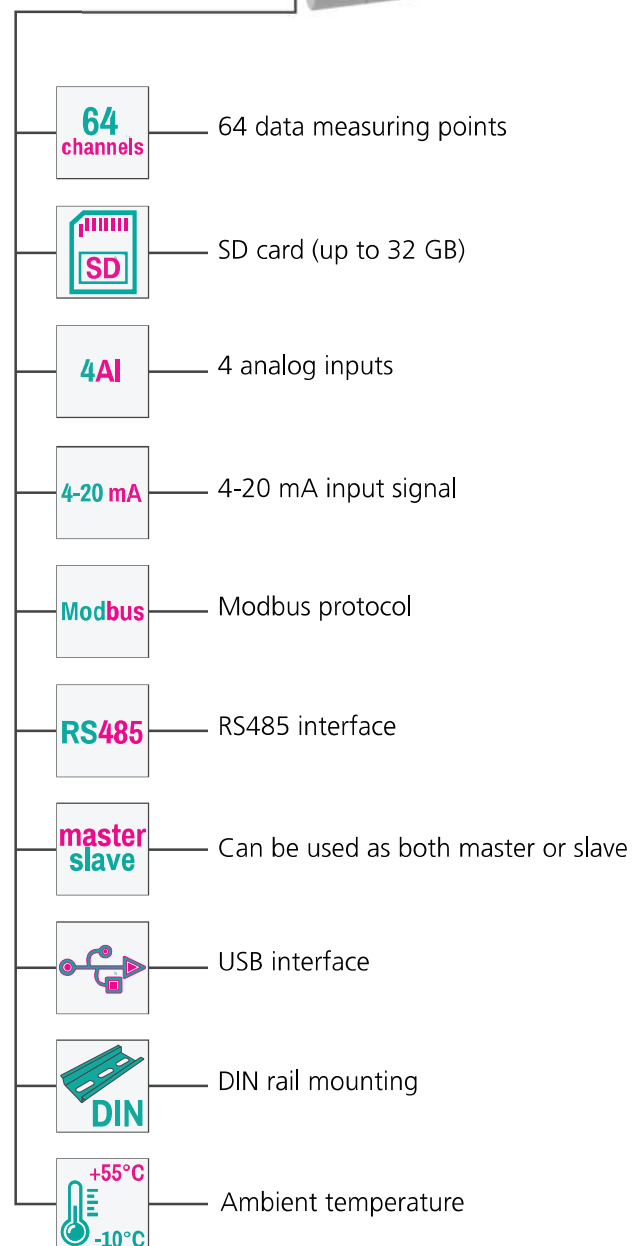 64
channels
64 data measuring points
SD
SD card (up to 32 GB)
4AI
4 analog inputs
4-20 mA
4-20 mA input signal
Modbus
Modbus protocol
RS485
RS485 interface
master
slave
Can be used as both master or slave
USB interface
DIN
DIN rail mounting
+55°C
-10°C
Ambient temperature